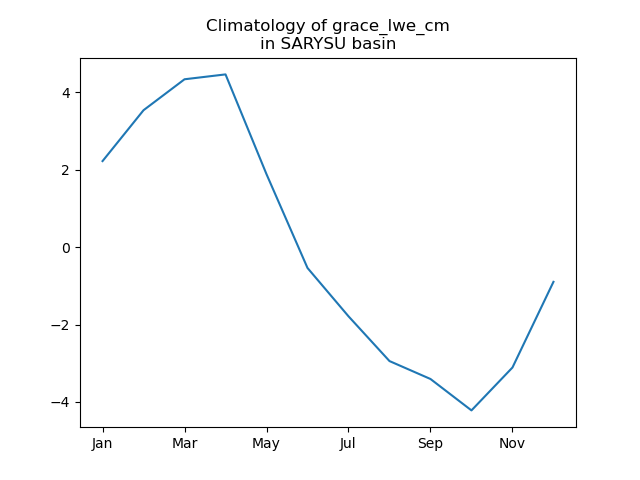 Climatology of grace_lwe_cm
in SARYSU basin
4
2
0
−2
−4
Jan
Mar
May
Jul
Sep
Nov